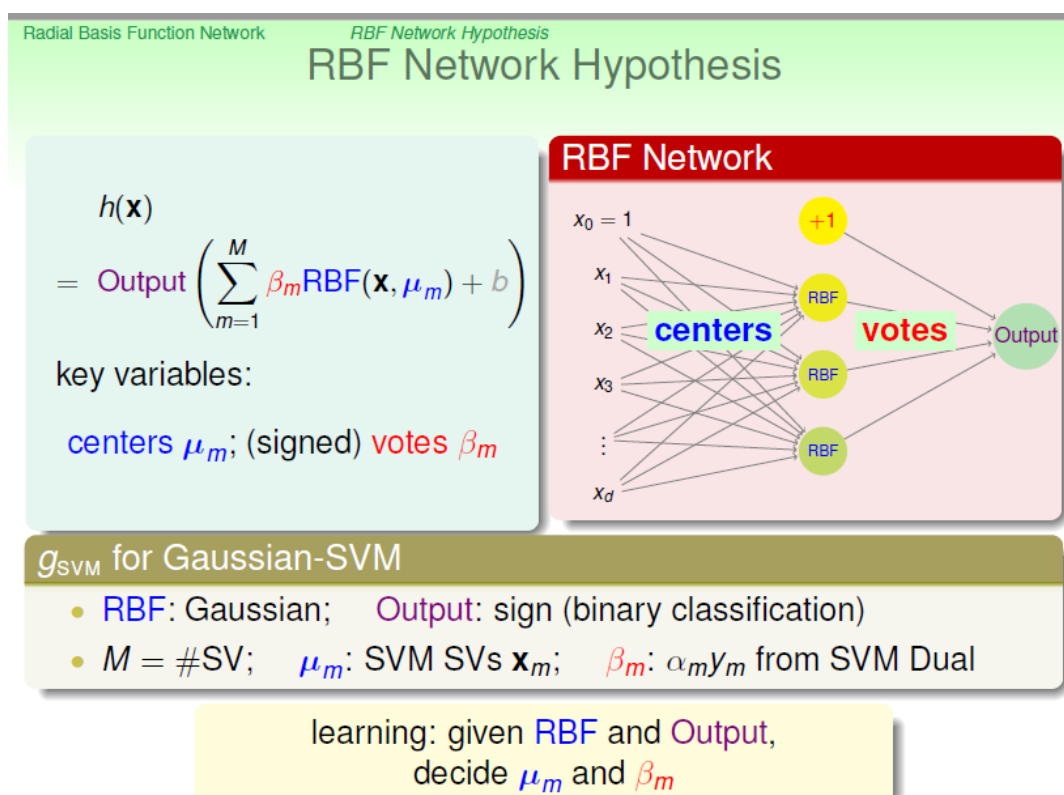 Radial Basis Function Network RBF Network Hypothesis
RBF Network Hypothesis
h(x)
= Output ( ∑_{m=1}^{M} β_m RBF(x, μ_m) + b )
key variables:
centers μ_m; (signed) votes β_m
RBF Network
x_0 = 1
x_1
x_2
x_3
⋮
x_d
centers
+1
RBF
RBF
RBF
votes
Output
g_SVM for Gaussian-SVM
• RBF: Gaussian; Output: sign (binary classification)
• M = #SV; μ_m: SVM SVs x_m; β_m: α_m y_m from SVM Dual
learning: given RBF and Output,
decide μ_m and β_m